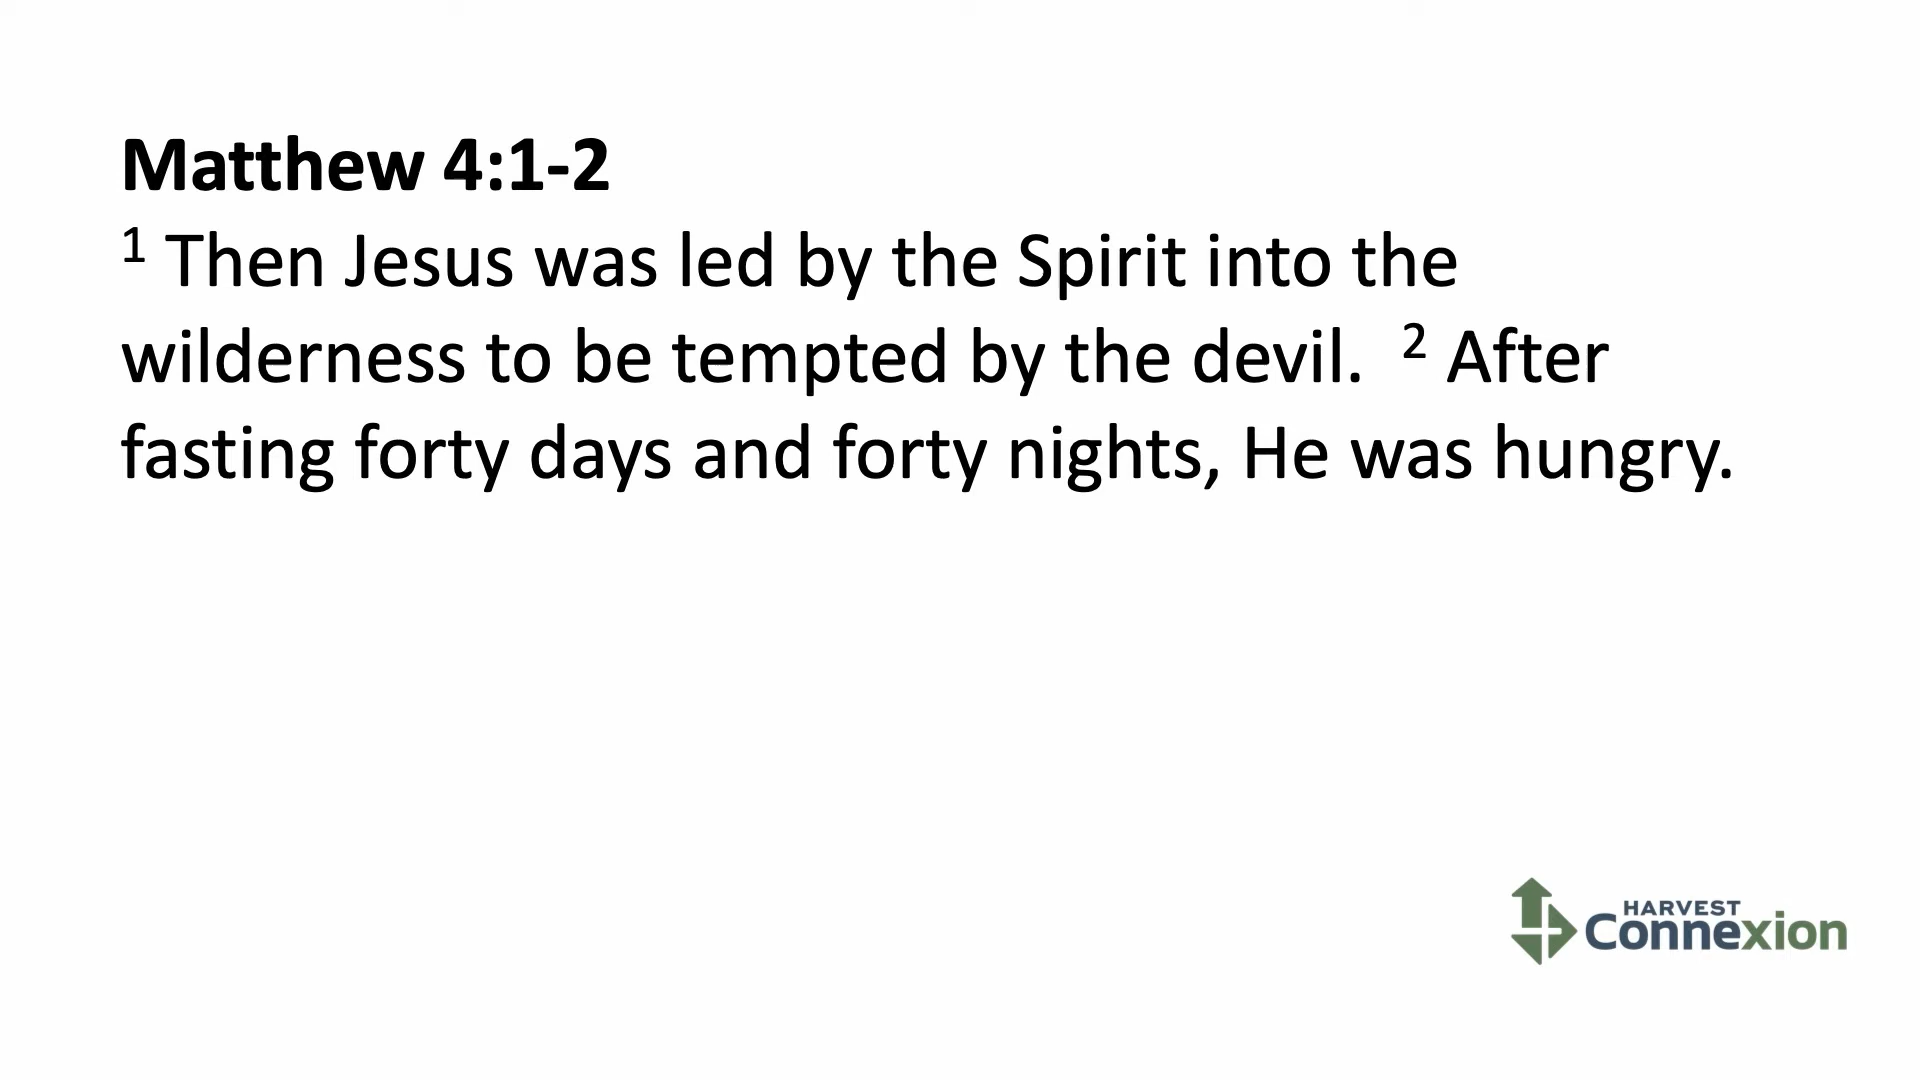 Matthew 4:1-2
1 Then Jesus was led by the Spirit into the
wilderness to be tempted by the devil.  2 After
fasting forty days and forty nights, He was hungry.
HARVEST
Connexion